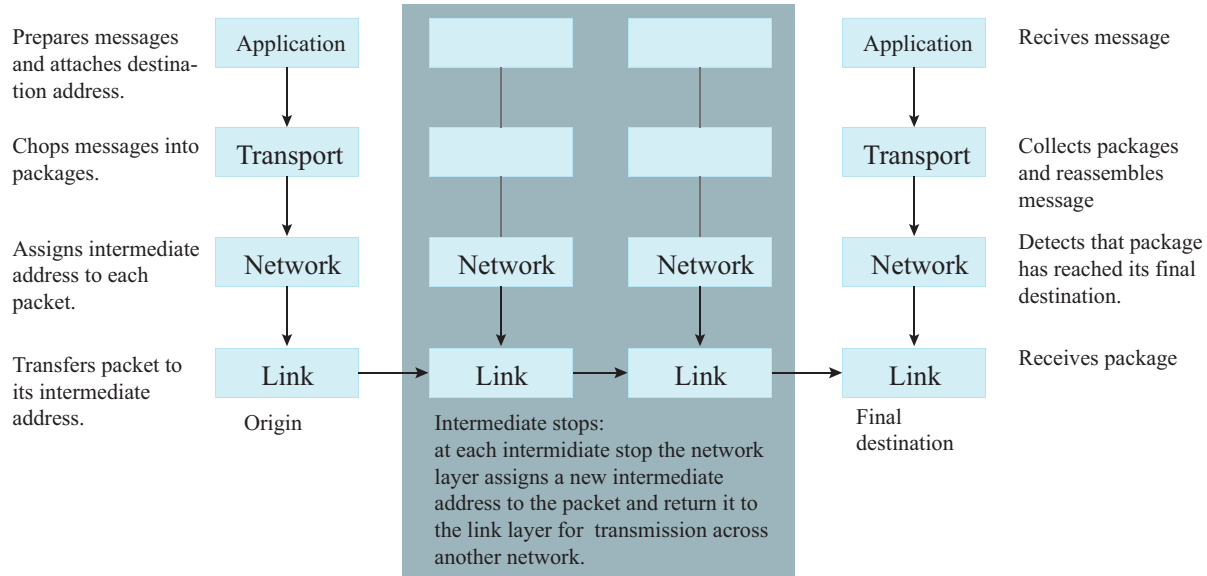 Prepares messages
and attaches destina-
tion address.
Application
Application
Recives message
Chops messages into
packages.
Transport
Transport
Collects packages
and reassembles
message
Assigns intermediate
address to each
packet.
Network
Network
Network
Network
Detects that package
has reached its final
destination.
Transfers packet to
its intermediate
address.
Link
Link
Link
Link
Receives package
Origin
Intermediate stops:
at each intermidiate stop the network
layer assigns a new intermediate
address to the packet and return it to
the link layer for transmission across
another network.
Final
destination